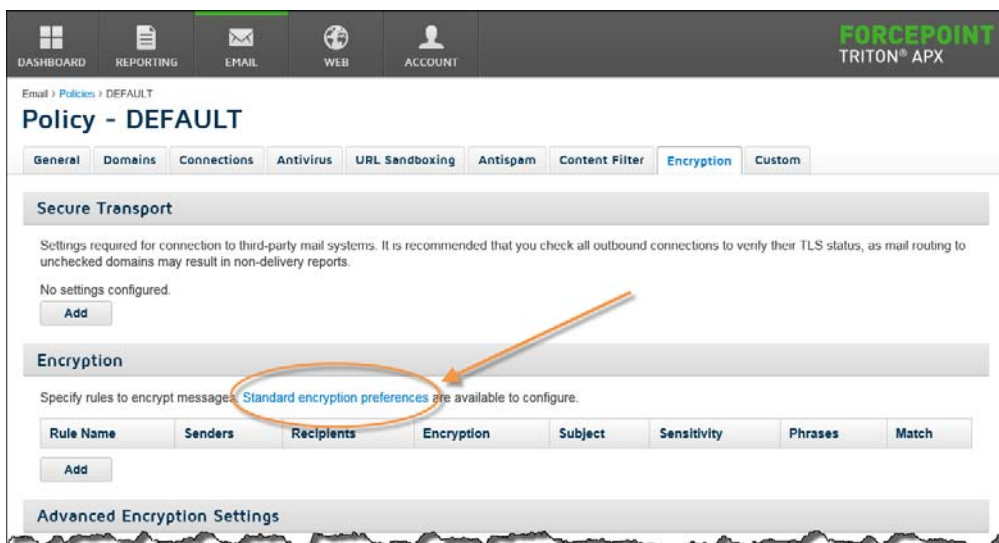 DASHBOARD REPORTING EMAIL WEB ACCOUNT
FORCEPOINT
TRITON® APX
Email > Policies > DEFAULT
Policy - DEFAULT
General Domains Connections Antivirus URL Sandboxing Antispam Content Filter Encryption Custom
Secure Transport
Settings required for connection to third-party mail systems. It is recommended that you check all outbound connections to verify their TLS status, as mail routing to
unchecked domains may result in non-delivery reports.
No settings configured.
Add
Encryption
Specify rules to encrypt messages. Standard encryption preferences are available to configure.
Rule Name Senders Recipients Encryption Subject Sensitivity Phrases Match
Add
Advanced Encryption Settings